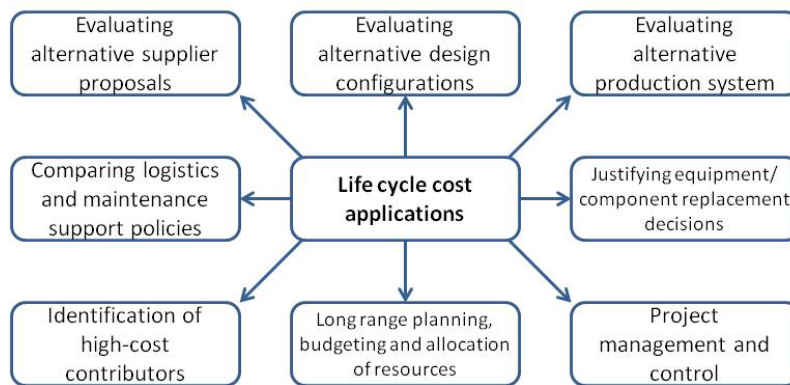 Evaluating
alternative supplier
proposals
Evaluating
alternative design
configurations
Evaluating
alternative
production system
Comparing logistics
and maintenance
support policies
Life cycle cost
applications
Justifying equipment/
component replacement
decisions
Identification of
high-cost
contributors
Long range planning,
budgeting and allocation
of resources
Project
management and
control